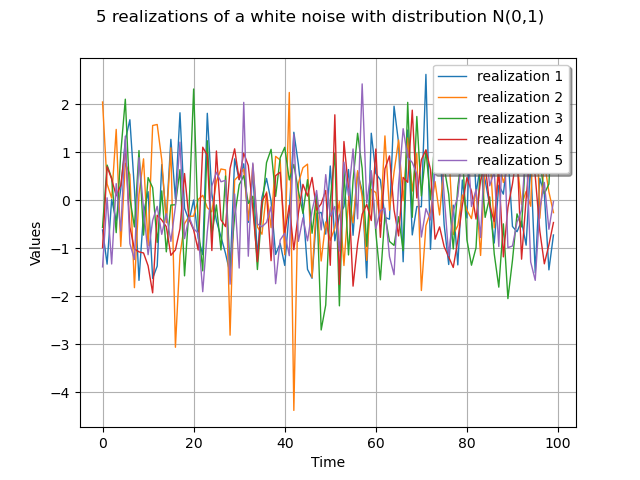 5 realizations of a white noise with distribution N(0,1)
realization 1
realization 2
realization 3
realization 4
realization 5
Values
2
1
0
−1
−2
−3
−4
0 20 40 60 80 100
Time